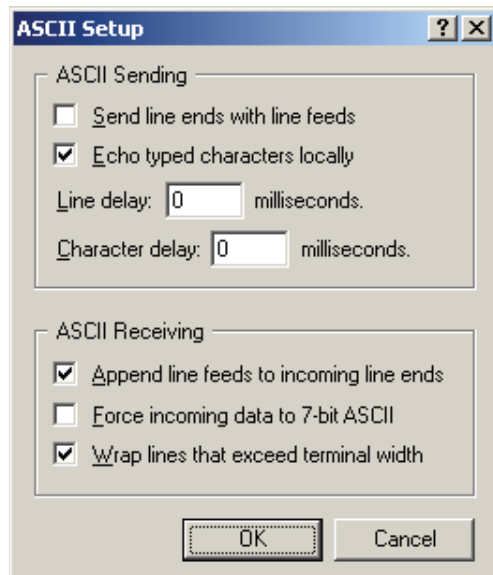 ASCII Setup
ASCII Sending
Send line ends with line feeds
Echo typed characters locally
Line delay: 0 milliseconds.
Character delay: 0 milliseconds.
ASCII Receiving
Append line feeds to incoming line ends
Force incoming data to 7-bit ASCII
Wrap lines that exceed terminal width
OK Cancel